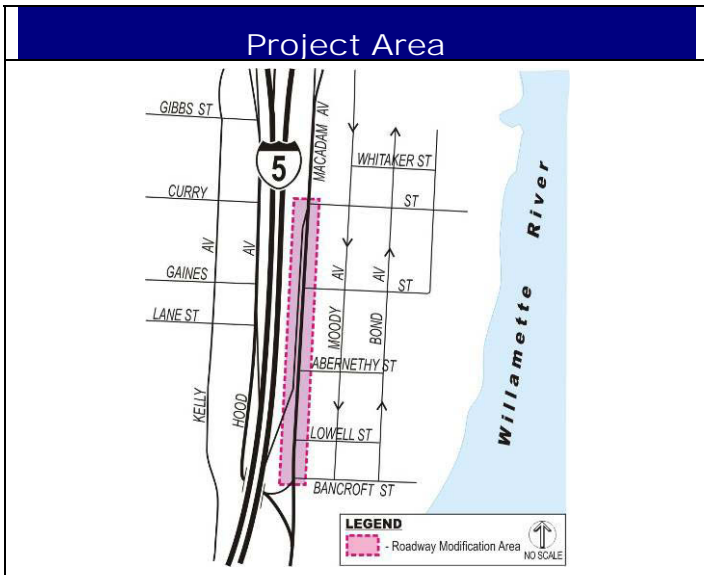 Project Area
GIBBS ST
MACADAM AV
5
WHITAKER ST
CURRY
ST
AV
AV
GAINES
AV
AV
ST
LANE ST
MOODY
BOND
ABERNETHY ST
KELLY
HOOD
LOWELL ST
BANCROFT ST
Willamette River
LEGEND
- Roadway Modification Area
NO SCALE